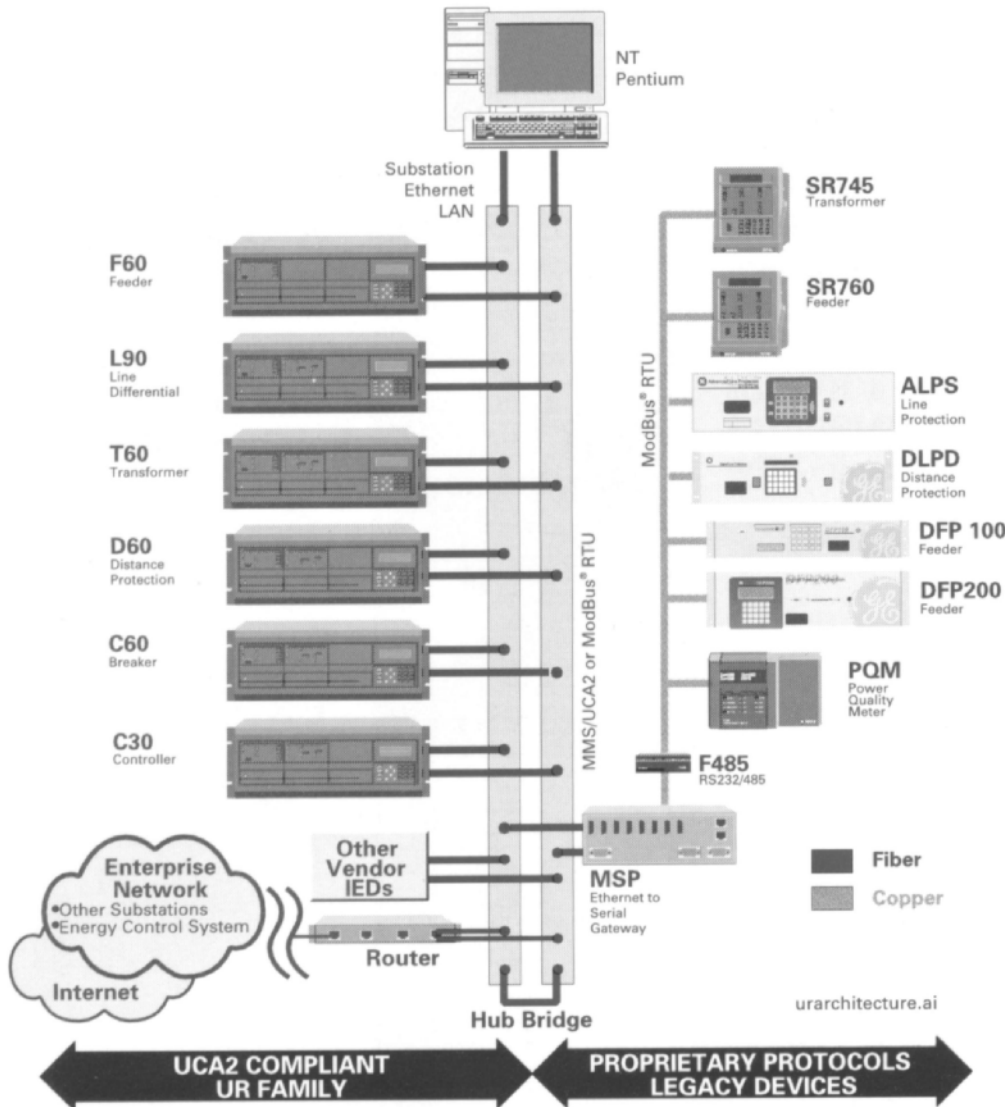 NT
Pentium
Substation
Ethernet
LAN
F60
Feeder
L90
Line
Differential
T60
Transformer
D60
Distance
Protection
C60
Breaker
C30
Controller
MMS/UCA2 or ModBus® RTU
ModBus® RTU
SR745
Transformer
SR760
Feeder
ALPS
Line
Protection
DLPD
Distance
Protection
DFP 100
Feeder
DFP200
Feeder
PQM
Power
Quality
Meter
F485
RS232/485
MSP
Ethernet to
Serial
Gateway
Other
Vendor
IEDs
Enterprise
Network
•Other Substations
•Energy Control System
Internet
Router
Hub Bridge
Fiber
Copper
urarchitecture.ai
UCA2 COMPLIANT
UR FAMILY
PROPRIETARY PROTOCOLS
LEGACY DEVICES